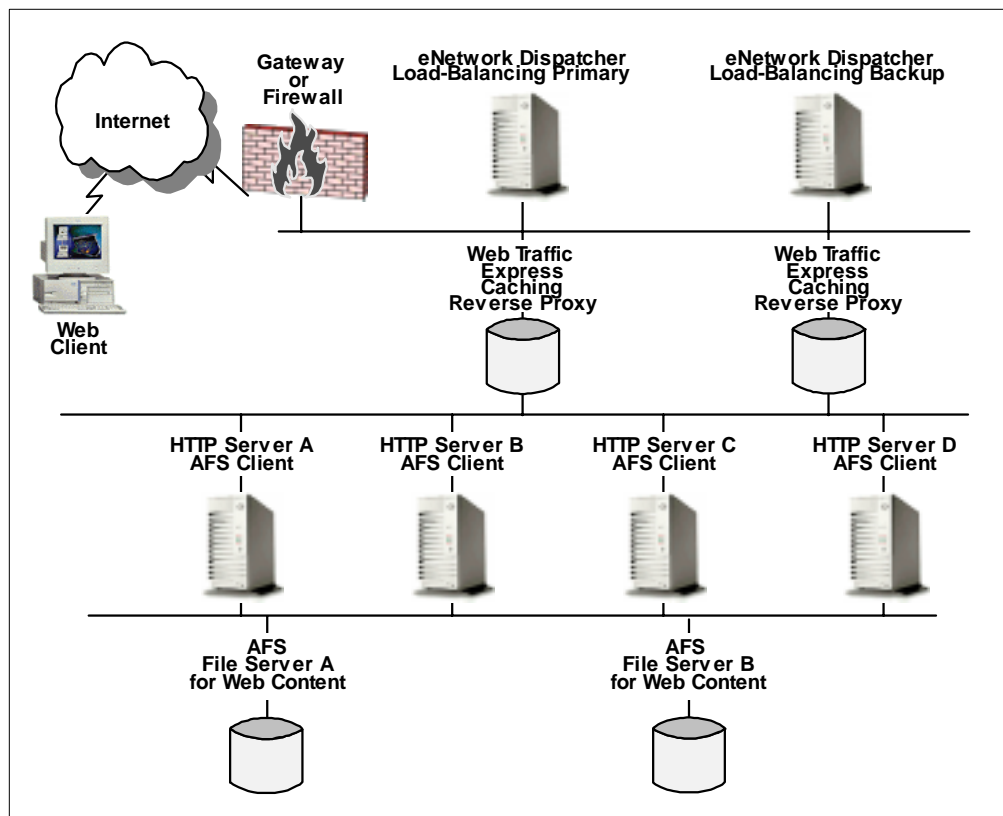 eNetwork Dispatcher
Load-Balancing Primary
eNetwork Dispatcher
Load-Balancing Backup
Gateway
or
Firewall
Internet
Web
Client
Web Traffic
Express
Caching
Reverse Proxy
Web Traffic
Express
Caching
Reverse Proxy
HTTP Server A
AFS Client
HTTP Server B
AFS Client
HTTP Server C
AFS Client
HTTP Server D
AFS Client
AFS
File Server A
for Web Content
AFS
File Server B
for Web Content